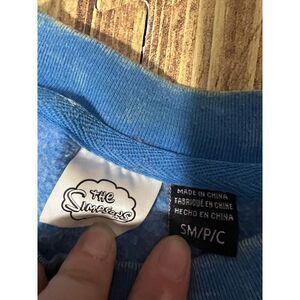 THE
SIMPSONS
MADE IN CHINA
FABRIQUÉ EN CHINE
HECHO EN CHINA
SM/P/C